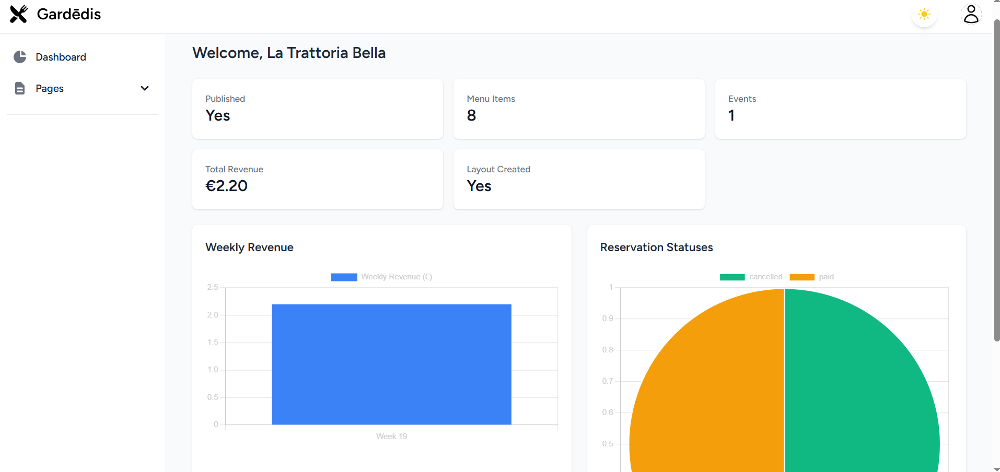 Gardēdis
Dashboard
Pages
Welcome, La Trattoria Bella
Published
Yes
Menu Items
8
Events
1
Total Revenue
€2.20
Layout Created
Yes
Weekly Revenue
Weekly Revenue (€)
2.5
2.0
1.5
1.0
0.5
0
Week 19
Reservation Statuses
cancelled paid
1
0.9
0.8
0.7
0.6
0.5